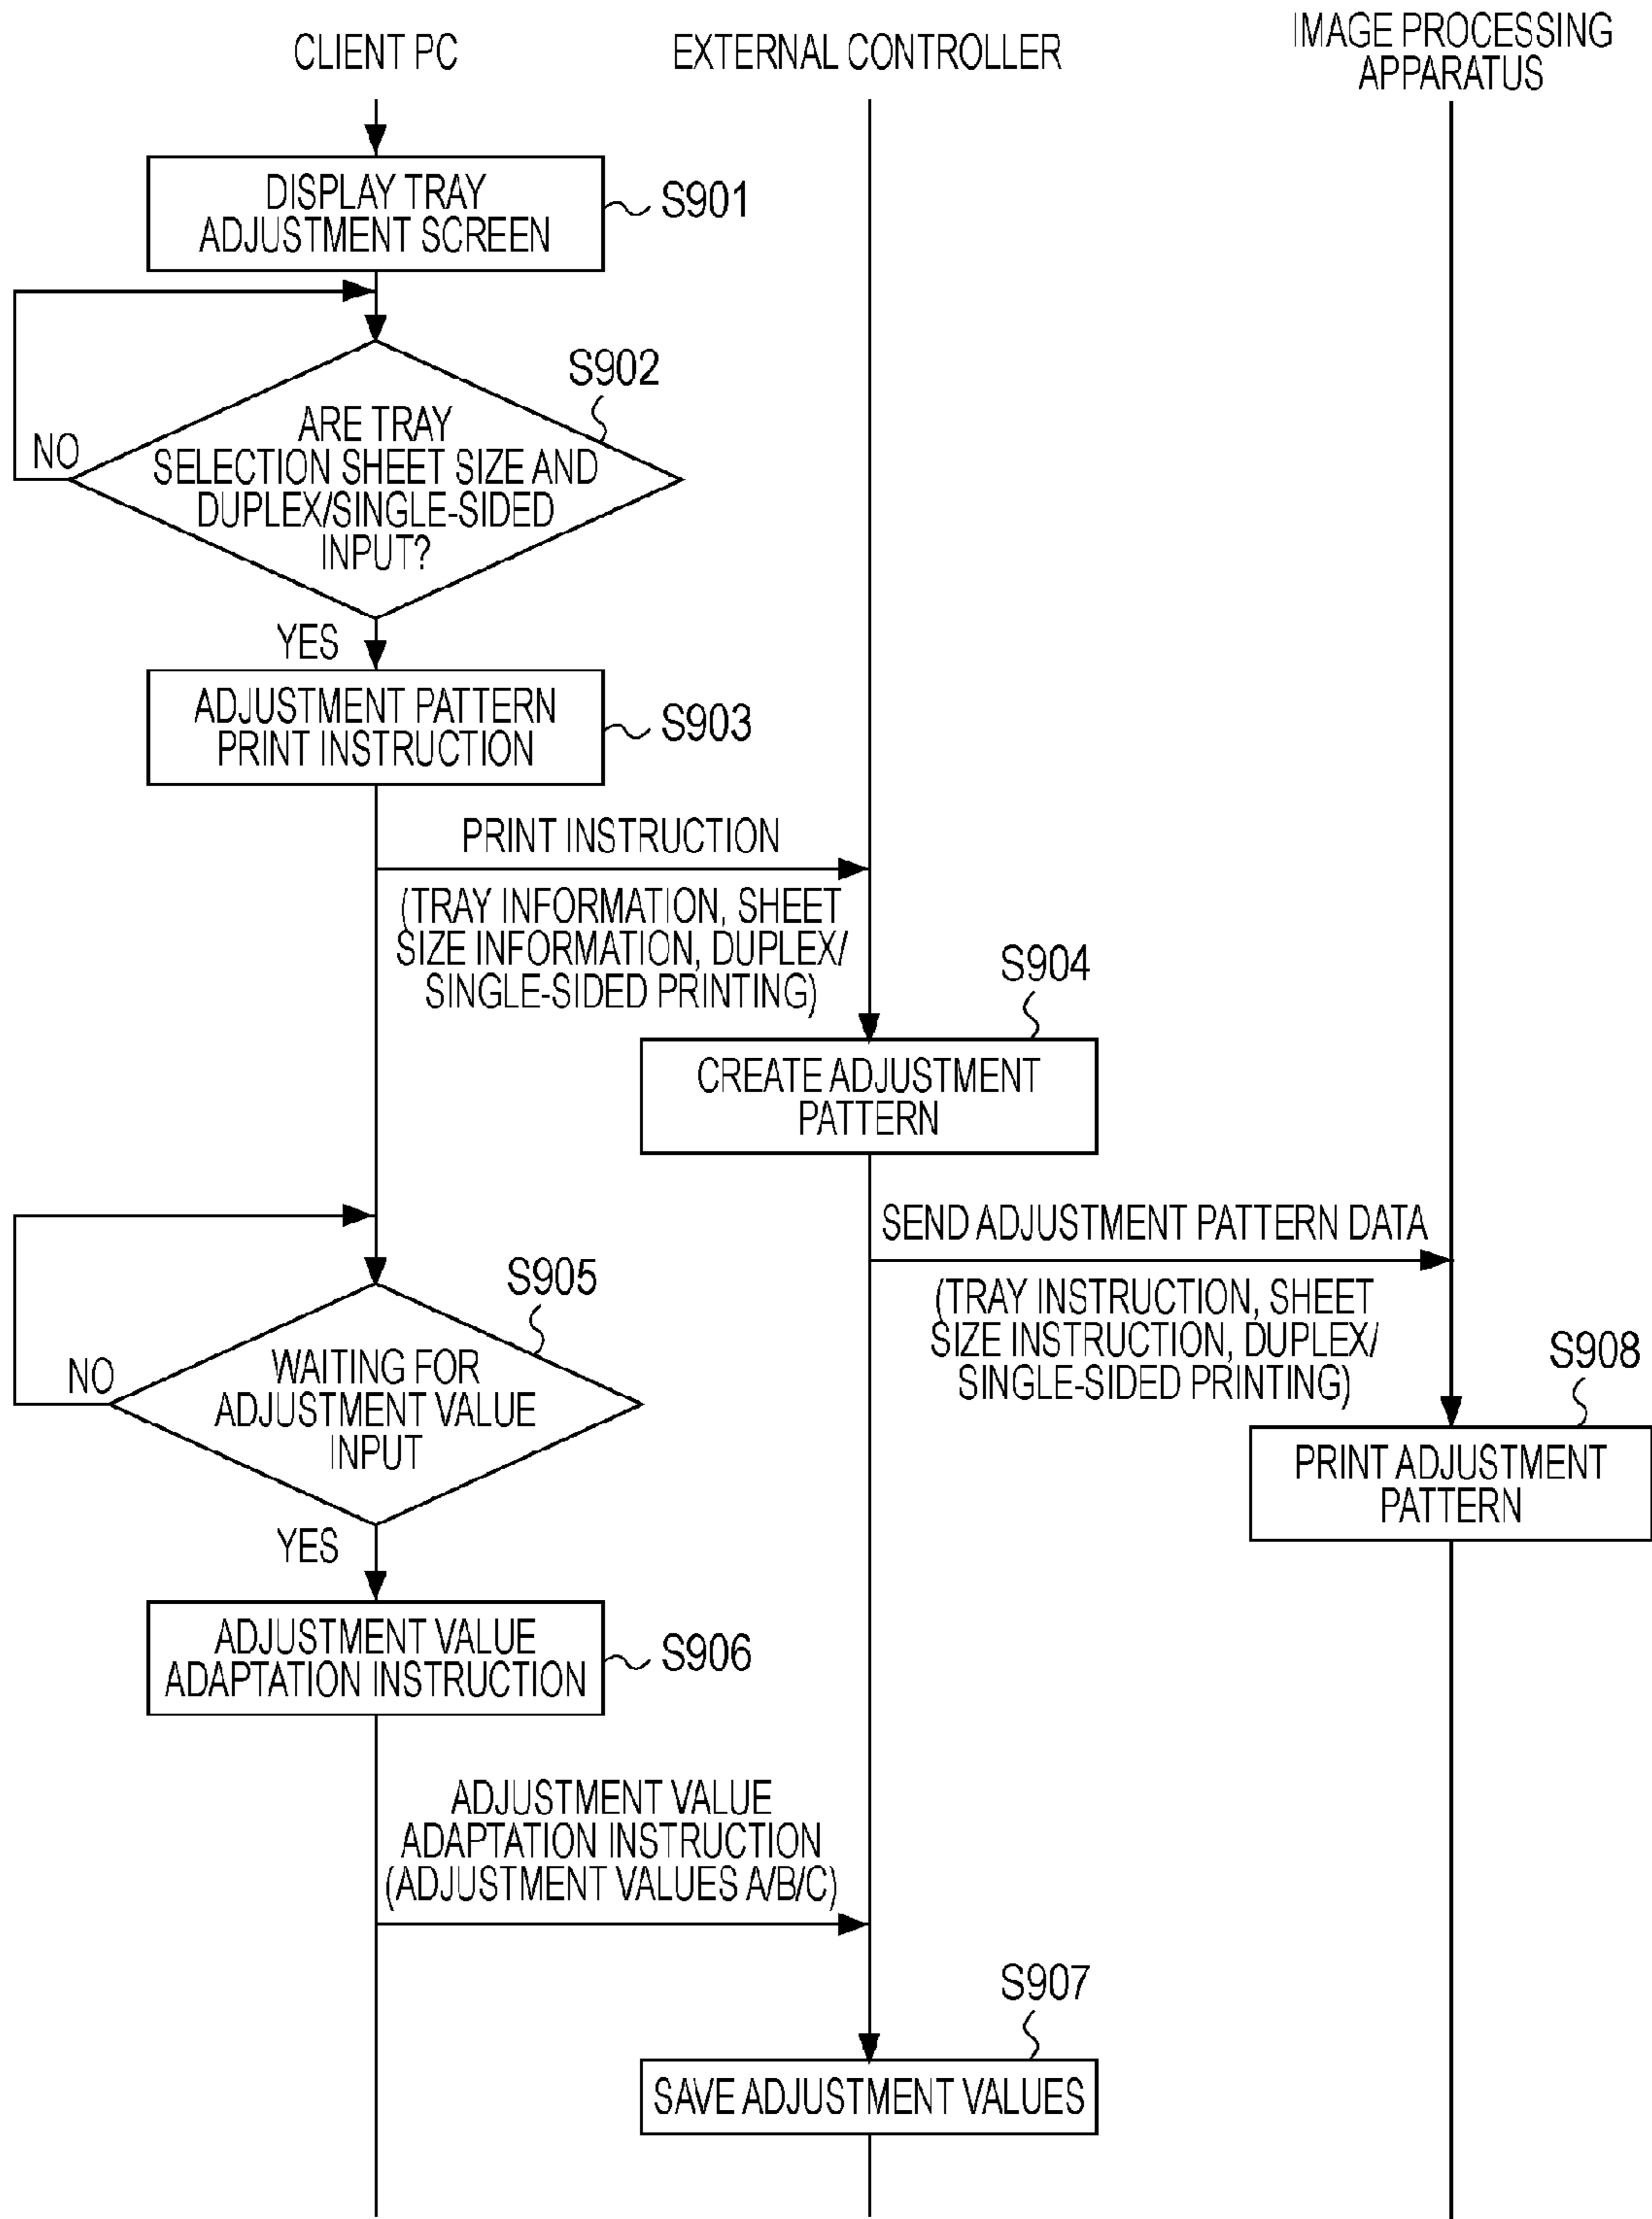 CLIENT PC
EXTERNAL CONTROLLER
IMAGE PROCESSING
APPARATUS
DISPLAY TRAY
ADJUSTMENT SCREEN
S901
S902
ARE TRAY
SELECTION SHEET SIZE AND
DUPLEX/SINGLE-SIDED
INPUT?
NO
YES
ADJUSTMENT PATTERN
PRINT INSTRUCTION
S903
PRINT INSTRUCTION
(TRAY INFORMATION, SHEET
SIZE INFORMATION, DUPLEX/
SINGLE-SIDED PRINTING)
S904
CREATE ADJUSTMENT
PATTERN
SEND ADJUSTMENT PATTERN DATA
(TRAY INSTRUCTION, SHEET
SIZE INSTRUCTION, DUPLEX/
SINGLE-SIDED PRINTING)
S905
WAITING FOR
ADJUSTMENT VALUE
INPUT
NO
YES
S908
PRINT ADJUSTMENT
PATTERN
ADJUSTMENT VALUE
ADAPTATION INSTRUCTION
S906
ADJUSTMENT VALUE
ADAPTATION INSTRUCTION
(ADJUSTMENT VALUES A/B/C)
S907
SAVE ADJUSTMENT VALUES